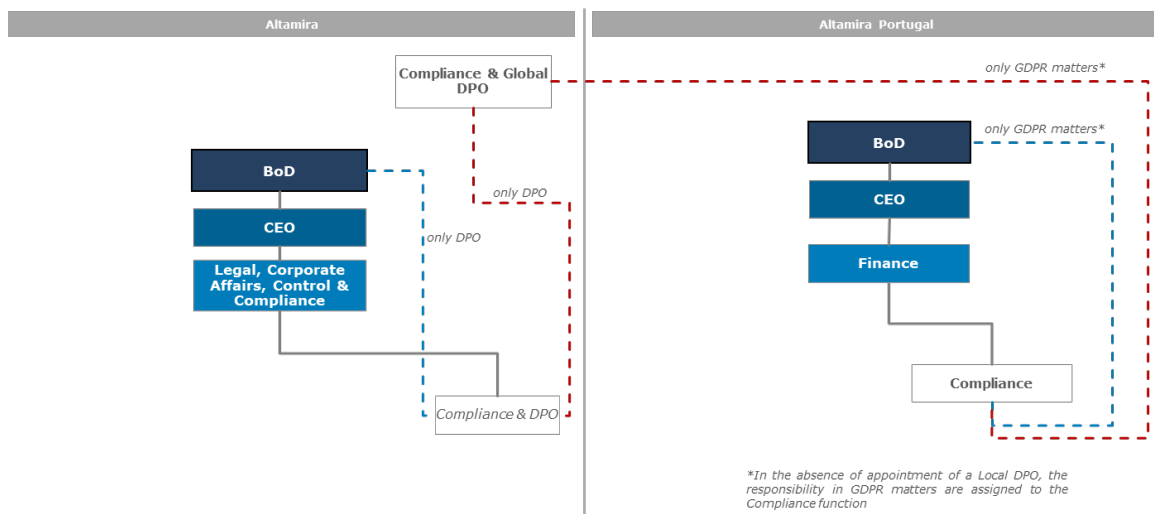 Altamira
Altamira Portugal
Compliance & Global
DPO
only GDPR matters*
only GDPR matters*
BoD
BoD
only DPO
CEO
CEO
only DPO
Legal, Corporate
Affairs, Control &
Compliance
Finance
Compliance
Compliance & DPO
*In the absence of appointment of a Local DPO, the
responsibility in GDPR matters are assigned to the
Compliance function